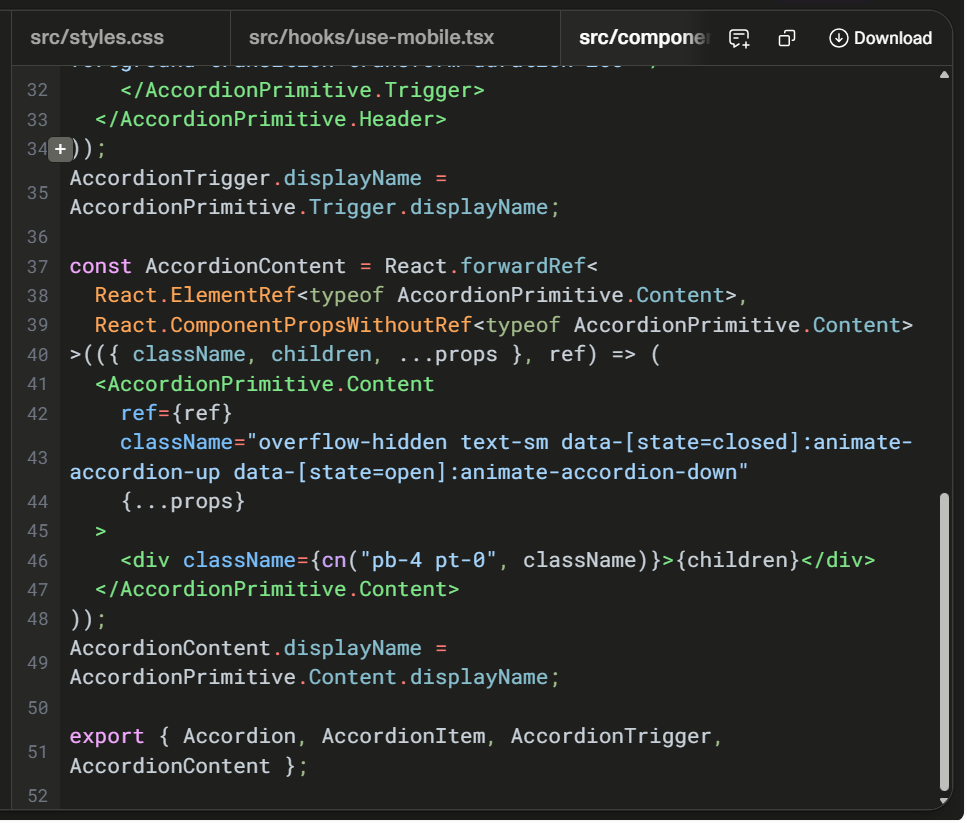 src/styles.css
src/hooks/use-mobile.tsx
src/compone
Download
32 </AccordionPrimitive.Trigger>
33 </AccordionPrimitive.Header>
34 + ));
35 AccordionTrigger.displayName =
AccordionPrimitive.Trigger.displayName;
36
37 const AccordionContent = React.forwardRef<
38 React.ElementRef<typeof AccordionPrimitive.Content>,
39 React.ComponentPropsWithoutRef<typeof AccordionPrimitive.Content>
40 >(({ className, children, ...props }, ref) => (
41 <AccordionPrimitive.Content
42 ref={ref}
43 className="overflow-hidden text-sm data-[state=closed]:animate-
accordion-up data-[state=open]:animate-accordion-down"
44 {...props}
45 >
46 <div className={cn("pb-4 pt-0", className)}>{children}</div>
47 </AccordionPrimitive.Content>
48 ));
49 AccordionContent.displayName =
AccordionPrimitive.Content.displayName;
50
51 export { Accordion, AccordionItem, AccordionTrigger,
AccordionContent };
52